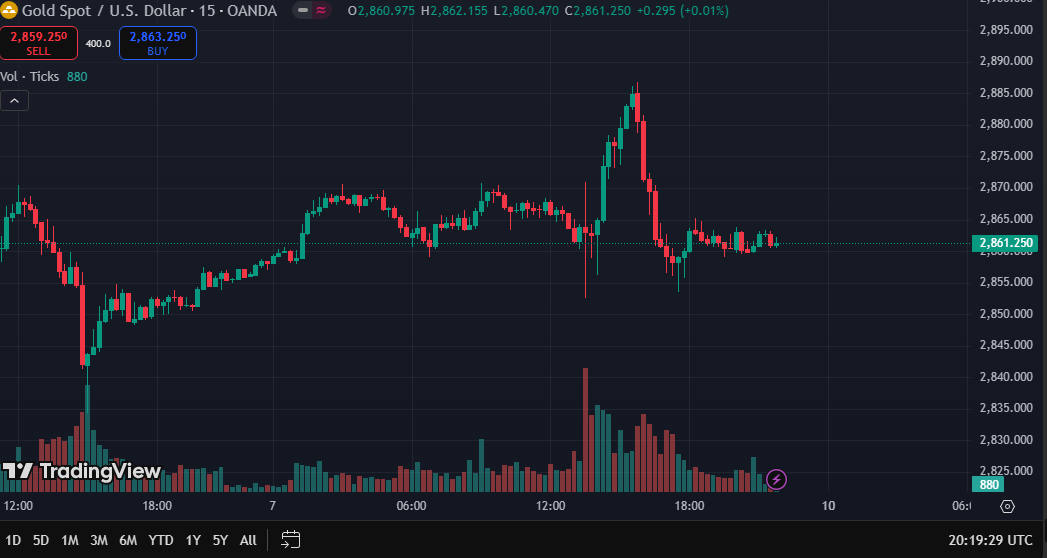 Gold Spot / U.S. Dollar · 15 · OANDA O2,860.975 H2,862.155 L2,860.470 C2,861.250 +0.295 (+0.01%)
2,859.250 SELL
400.0
2,863.250 BUY
Vol · Ticks 880
2,895.000
2,890.000
2,885.000
2,880.000
2,875.000
2,870.000
2,865.000
2,861.250
2,855.000
2,850.000
2,845.000
2,840.000
2,835.000
2,830.000
2,825.000
880
TradingView
12:00 18:00 7 06:00 12:00 18:00 10
1D 5D 1M 3M 6M YTD 1Y 5Y All 20:19:29 UTC